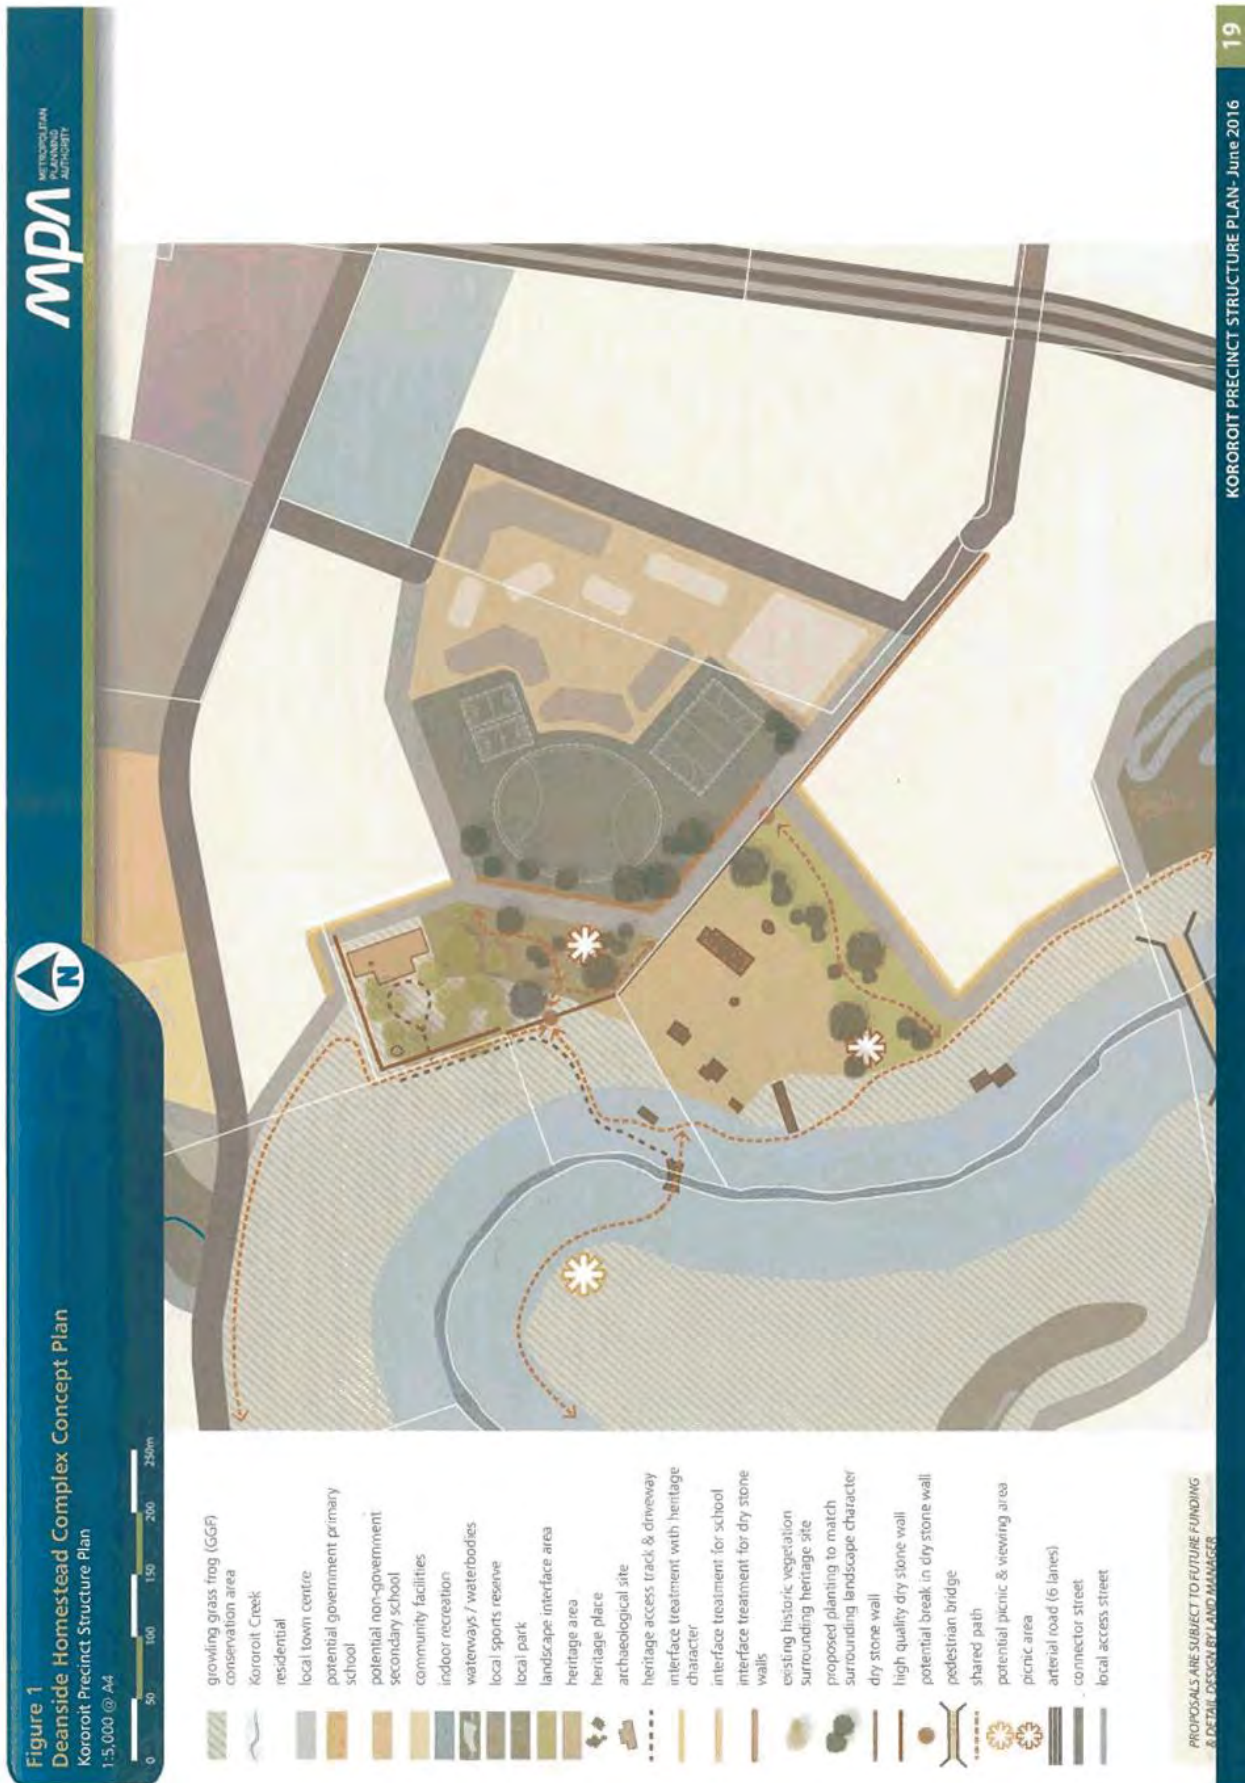 Figure 1
Deanside Homestead Complex Concept Plan
Kororoit Precinct Structure Plan
1:5,000 @ A4
0 50 100 150 200 250m
N
MPA
METROPOLITAN
PLANNING
AUTHORITY
growling grass frog (GGF)
conservation area
Kororoit Creek
residential
local town centre
potential government primary
school
potential non-government
secondary school
community facilities
indoor recreation
waterways / waterbodies
local sports reserve
local park
landscape interface area
heritage area
heritage place
archaeological site
heritage access track & driveway
interface treatment with heritage
character
interface treatment for school
interface treatment for dry stone
walls
existing historic vegetation
surrounding heritage site
proposed planting to match
surrounding landscape character
dry stone wall
high quality dry stone wall
potential break in dry stone wall
pedestrian bridge
shared path
potential picnic & viewing area
picnic area
arterial road (6 lanes)
connector street
local access street
PROPOSALS ARE SUBJECT TO FUTURE FUNDING
& DETAIL DESIGN BY LAND MANAGER
KOROROIT PRECINCT STRUCTURE PLAN- June 2016
19